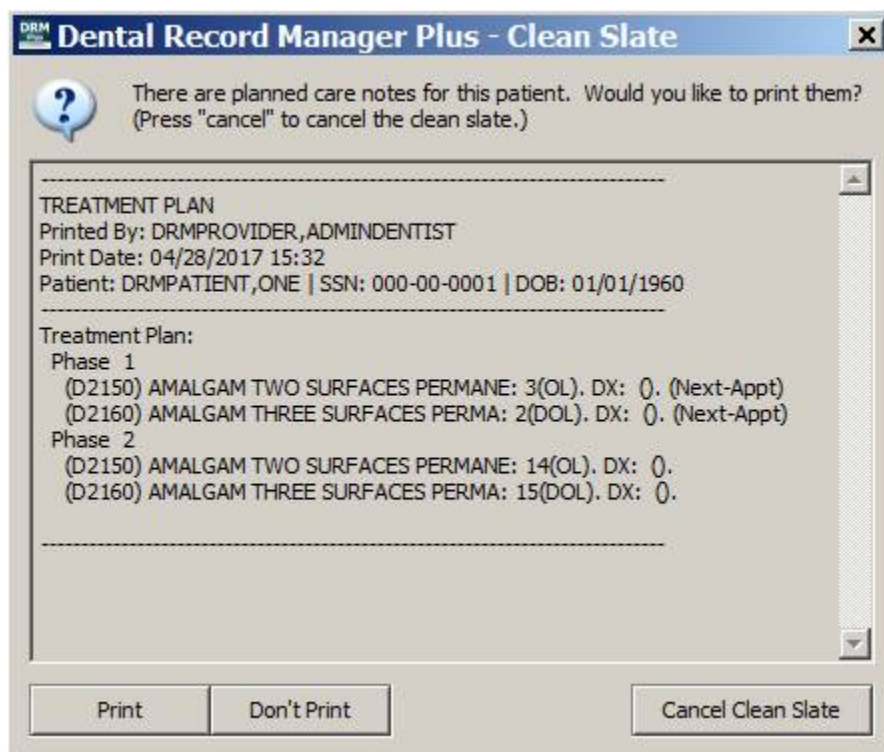 DRM Plus
Dental Record Manager Plus - Clean Slate
There are planned care notes for this patient. Would you like to print them?
(Press "cancel" to cancel the clean slate.)
TREATMENT PLAN
Printed By: DRMPROVIDER,ADMINDENTIST
Print Date: 04/28/2017 15:32
Patient: DRMPATIENT,ONE | SSN: 000-00-0001 | DOB: 01/01/1960
Treatment Plan:
Phase 1
(D2150) AMALGAM TWO SURFACES PERMANE: 3(OL). DX: (). (Next-Appt)
(D2160) AMALGAM THREE SURFACES PERMA: 2(DOL). DX: (). (Next-Appt)
Phase 2
(D2150) AMALGAM TWO SURFACES PERMANE: 14(OL). DX: ().
(D2160) AMALGAM THREE SURFACES PERMA: 15(DOL). DX: ().
Print
Don't Print
Cancel Clean Slate